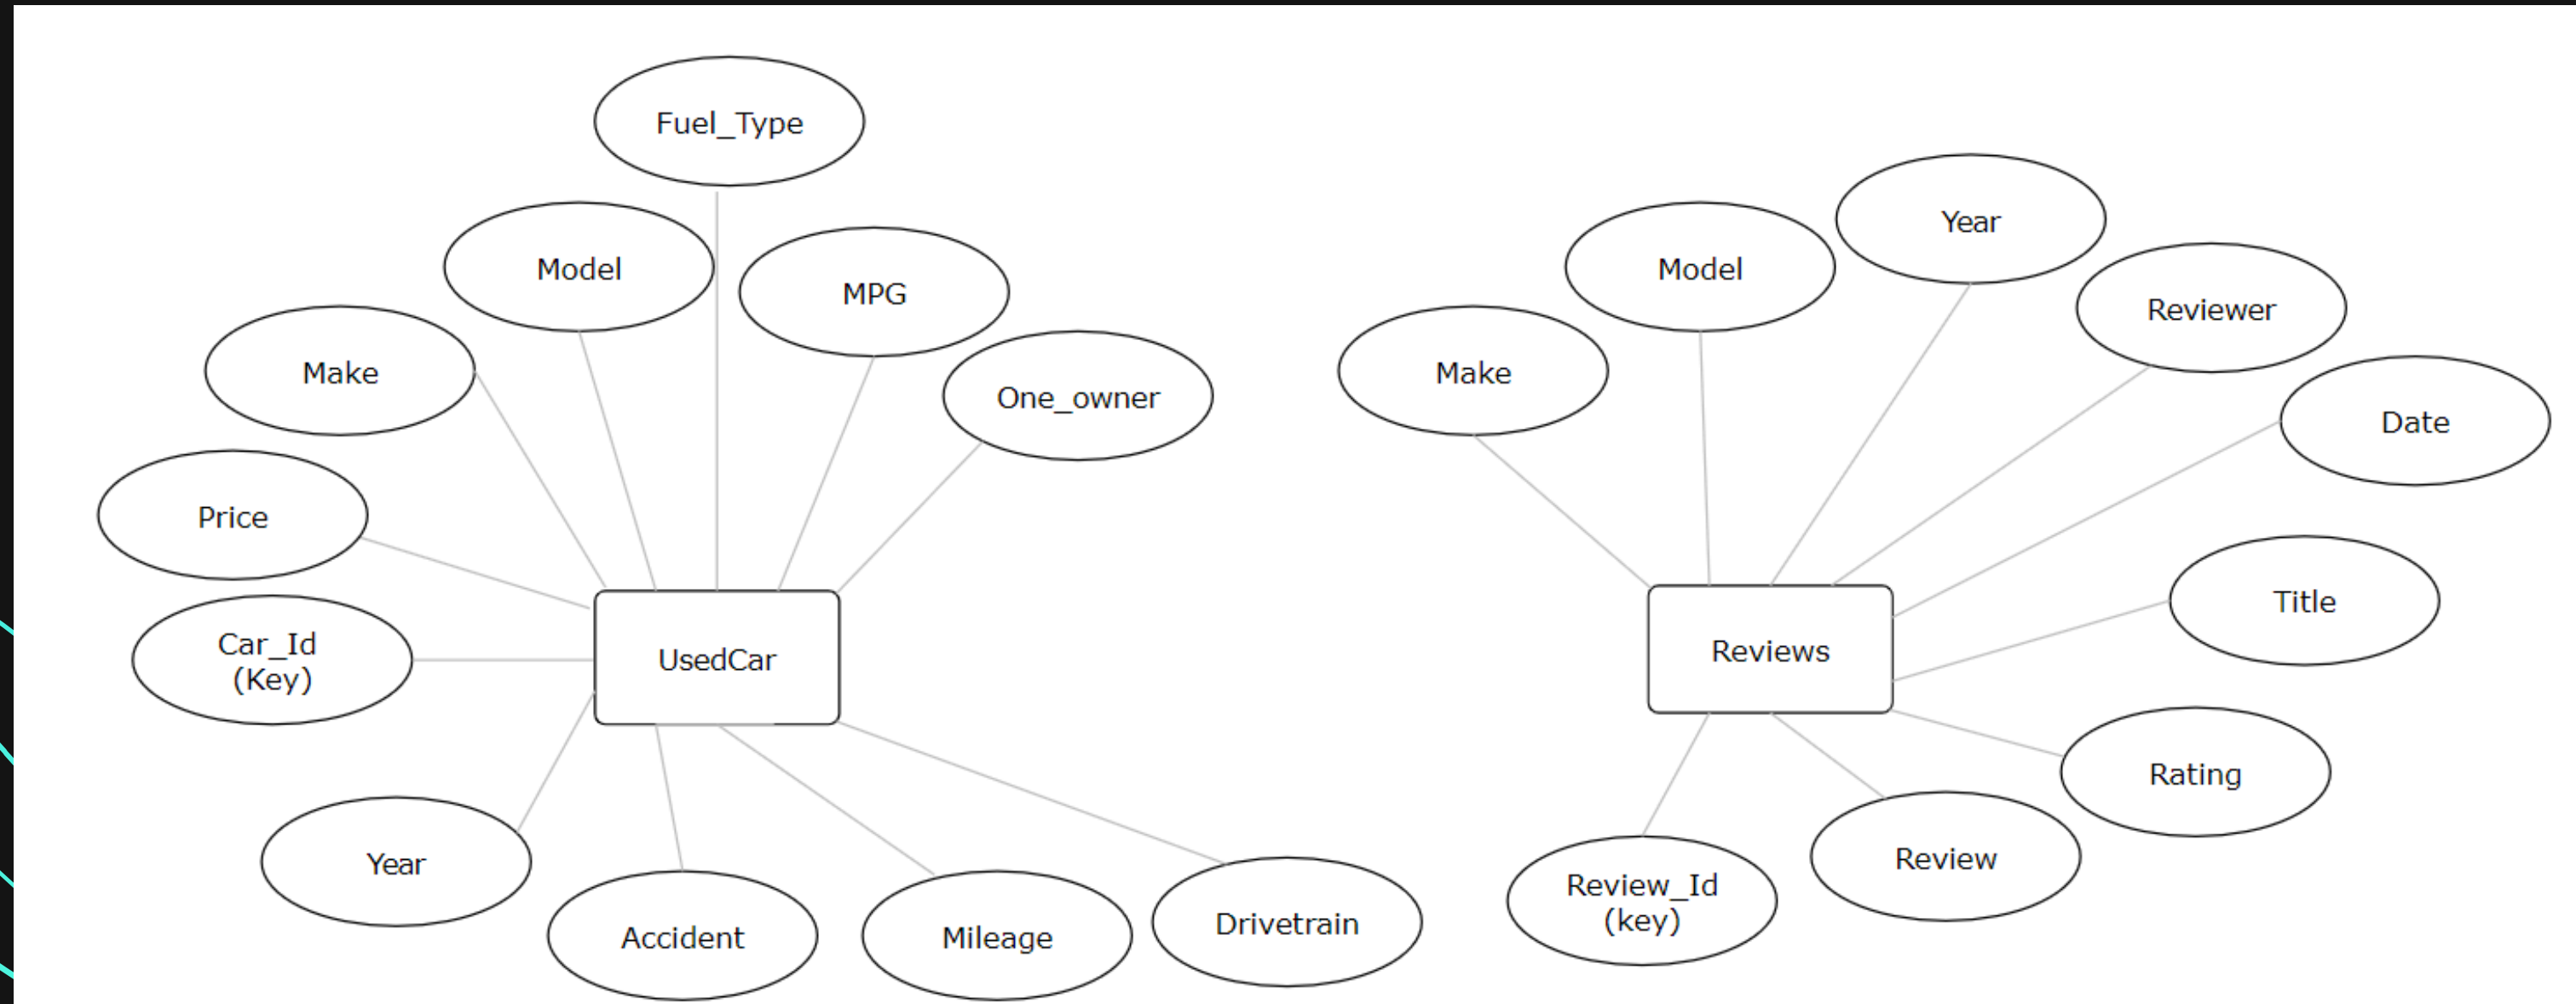 Fuel_Type
Model
MPG
Make
One_owner
Price
Car_Id
(Key)
UsedCar
Year
Accident
Mileage
Drivetrain
Year
Model
Reviewer
Make
Date
Title
Reviews
Rating
Review
Review_Id
(key)